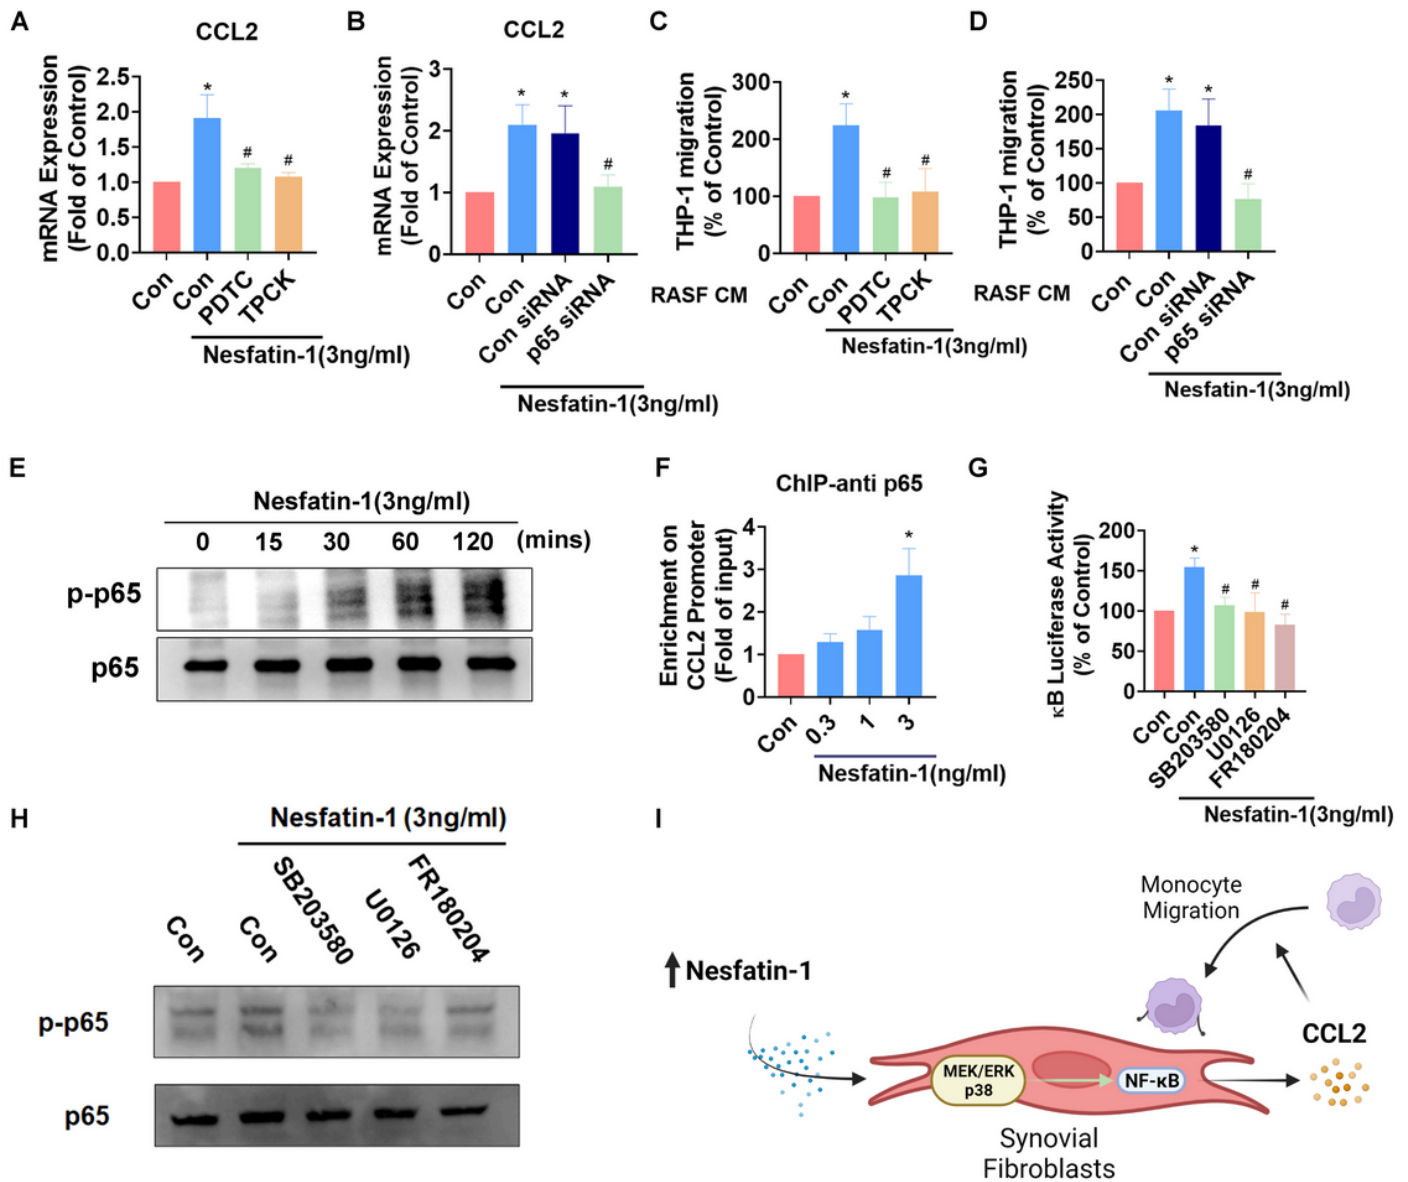 A
CCL2
mRNA Expression
(Fold of Control)
2.5
2.0
1.5
1.0
0.5
0.0
*
#
#
Con
Con
PDTC
TPCK
Nesfatin-1(3ng/ml)
B
CCL2
mRNA Expression
(Fold of Control)
3
2
1
0
*
*
#
Con
Con
Con siRNA
p65 siRNA
Nesfatin-1(3ng/ml)
C
THP-1 migration
(% of Control)
300
200
100
0
*
#
#
RASF CM
Con
Con
PDTC
TPCK
Nesfatin-1(3ng/ml)
D
THP-1 migration
(% of Control)
250
200
150
100
50
0
*
*
#
RASF CM
Con
Con
Con siRNA
p65 siRNA
Nesfatin-1(3ng/ml)
E
Nesfatin-1(3ng/ml)
0 15 30 60 120 (mins)
p-p65
p65
F
ChIP-anti p65
Enrichment on
CCL2 Promoter
(Fold of input)
4
3
2
1
0
*
Con
0.3
1
3
Nesfatin-1(ng/ml)
G
κB Luciferase Activity
(% of Control)
200
150
100
50
0
*
#
#
#
Con
Con
SB203580
U0126
FR180204
Nesfatin-1(3ng/ml)
H
Nesfatin-1 (3ng/ml)
Con
Con
SB203580
U0126
FR180204
p-p65
p65
I
Monocyte
Migration
Nesfatin-1
CCL2
MEK/ERK
p38
NF-κB
Synovial
Fibroblasts